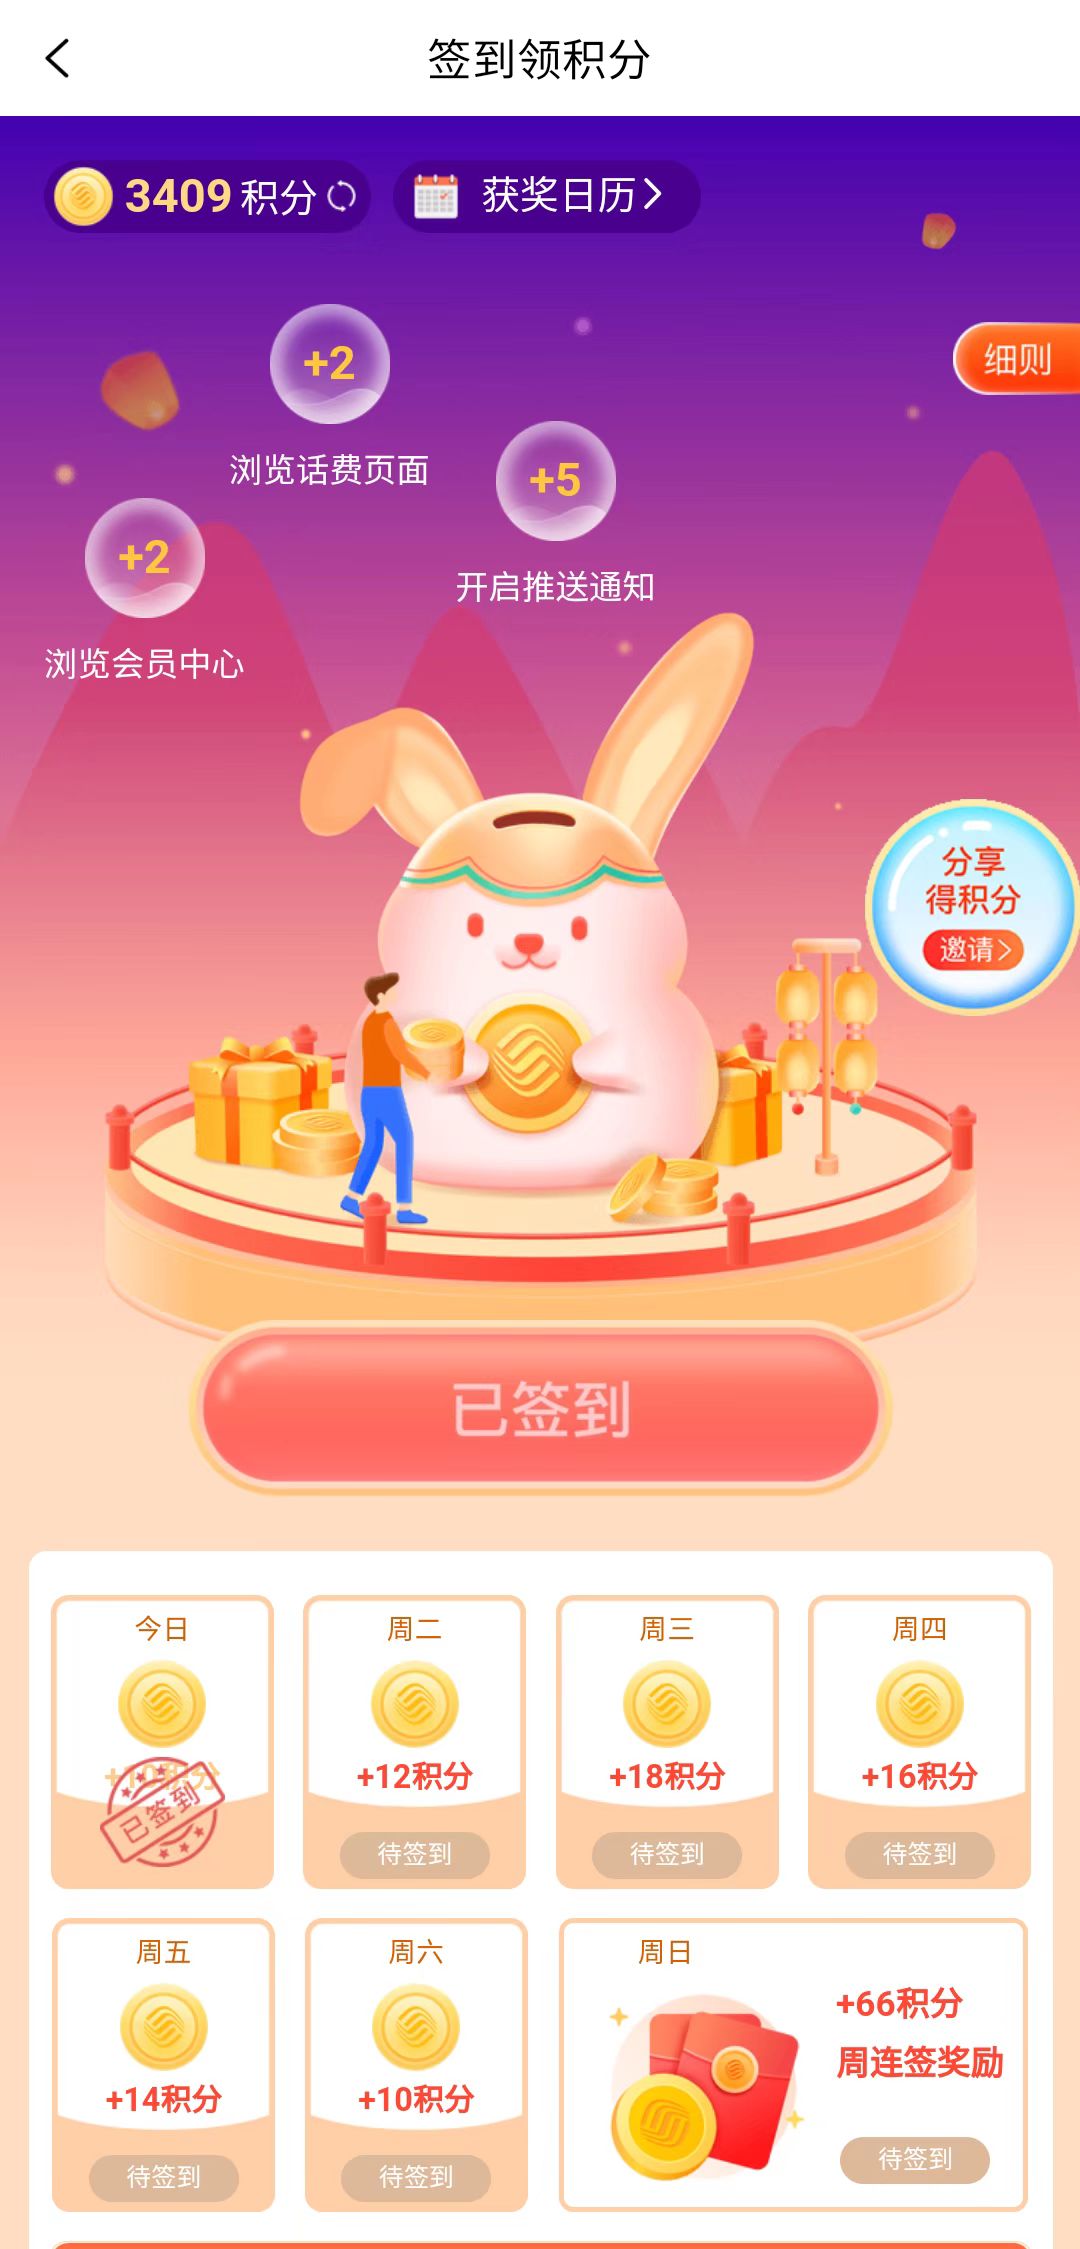 签到领积分
3409 积分
获奖日历
+2
细则
浏览话费页面
+5
+2
开启推送通知
浏览会员中心
分享
得积分
邀请
已签到
今日
周二
周三
周四
+10积分
+12积分
+18积分
+16积分
已签到
待签到
待签到
待签到
周五
周六
周日
+66积分
周连签奖励
+14积分
+10积分
待签到
待签到
待签到